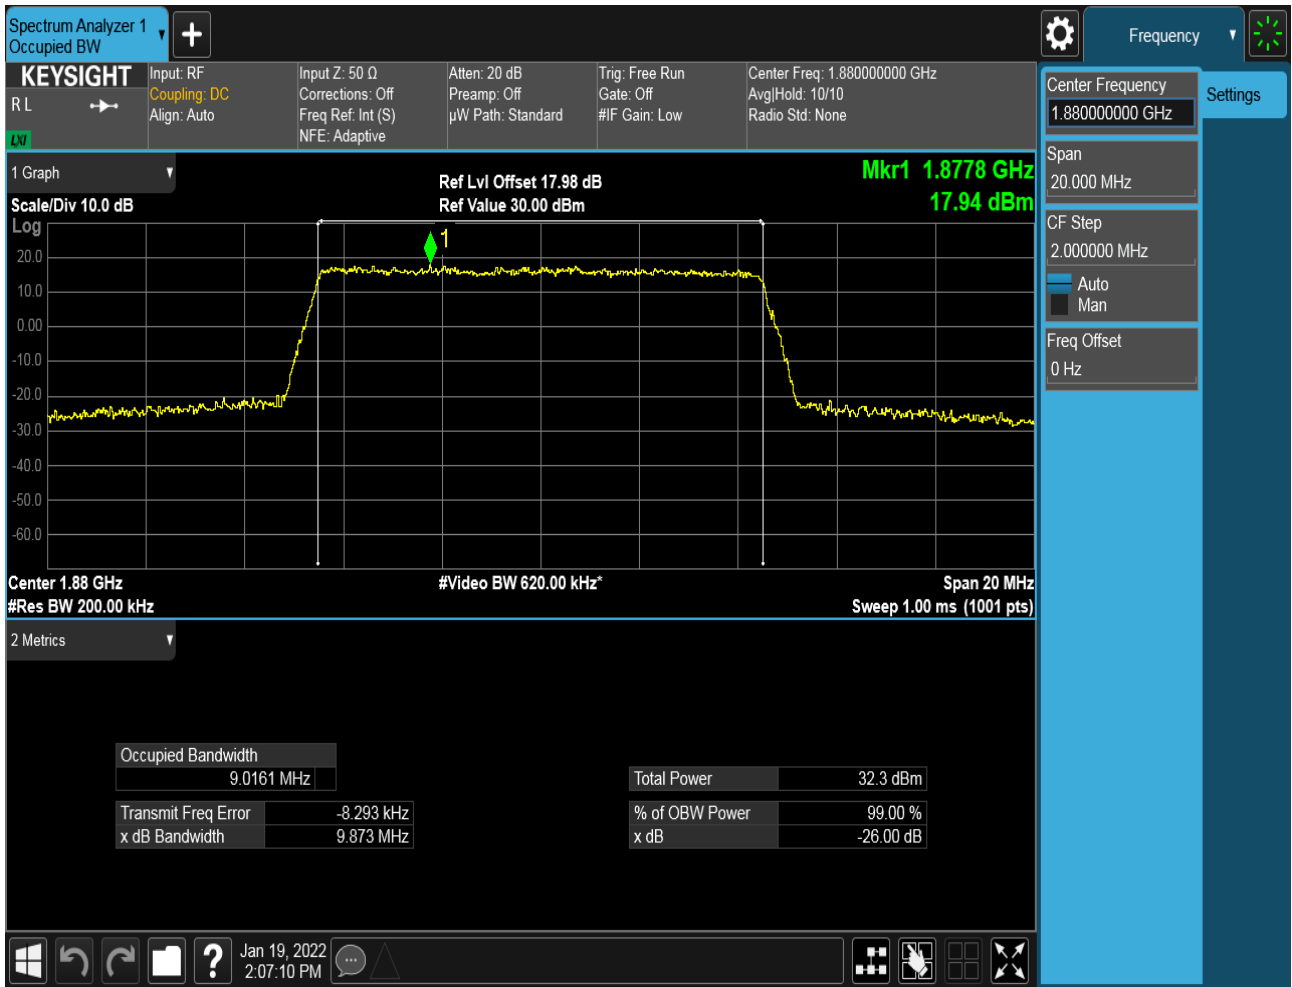 Spectrum Analyzer 1
Occupied BW
Frequency
KEYSIGHT
R L
LXI
Input: RF
Coupling: DC
Align: Auto
Input Z: 50 Ω
Corrections: Off
Freq Ref: Int (S)
NFE: Adaptive
Atten: 20 dB
Preamp: Off
µW Path: Standard
Trig: Free Run
Gate: Off
#IF Gain: Low
Center Freq: 1.880000000 GHz
Avg|Hold: 10/10
Radio Std: None
Center Frequency
1.880000000 GHz
Settings
Span
20.000 MHz
CF Step
2.000000 MHz
Auto
Man
Freq Offset
0 Hz
1 Graph
Scale/Div 10.0 dB
Log
Ref Lvl Offset 17.98 dB
Ref Value 30.00 dBm
Mkr1 1.8778 GHz
17.94 dBm
1
20.0
10.0
0.00
-10.0
-20.0
-30.0
-40.0
-50.0
-60.0
Center 1.88 GHz
#Video BW 620.00 kHz*
Span 20 MHz
#Res BW 200.00 kHz
Sweep 1.00 ms (1001 pts)
2 Metrics
Occupied Bandwidth
9.0161 MHz
Total Power 32.3 dBm
Transmit Freq Error -8.293 kHz
% of OBW Power 99.00 %
x dB Bandwidth 9.873 MHz
x dB -26.00 dB
?
Jan 19, 2022
2:07:10 PM